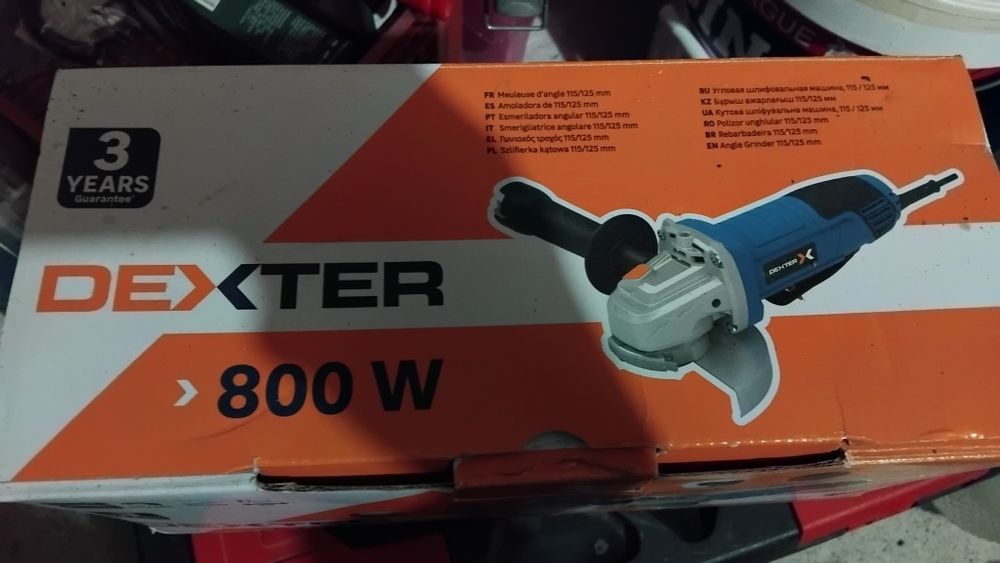 3
YEARS
Guarantee*
FR Meuleuse d'angle 115/125 mm
ES Amoladora de 115/125 mm
PT Esmeriladora angular 115/125 mm
IT Smerigliatrice angolare 115/125 mm
EL Γωνιακός τροχός 115/125 mm
PL Szlifierka kątowa 115/125 mm
RU Угловая шлифовальная машина, 115 / 125 мм
KZ Бұрыш ажарлағыш 115/125 мм
UA Кутова шліфувальна машина, 115 / 125 мм
RO Polizor unghiular 115/125 mm
BR Rebarbadeira 115/125 mm
EN Angle Grinder 115/125 mm
DEXTER
DEXTER
800 W